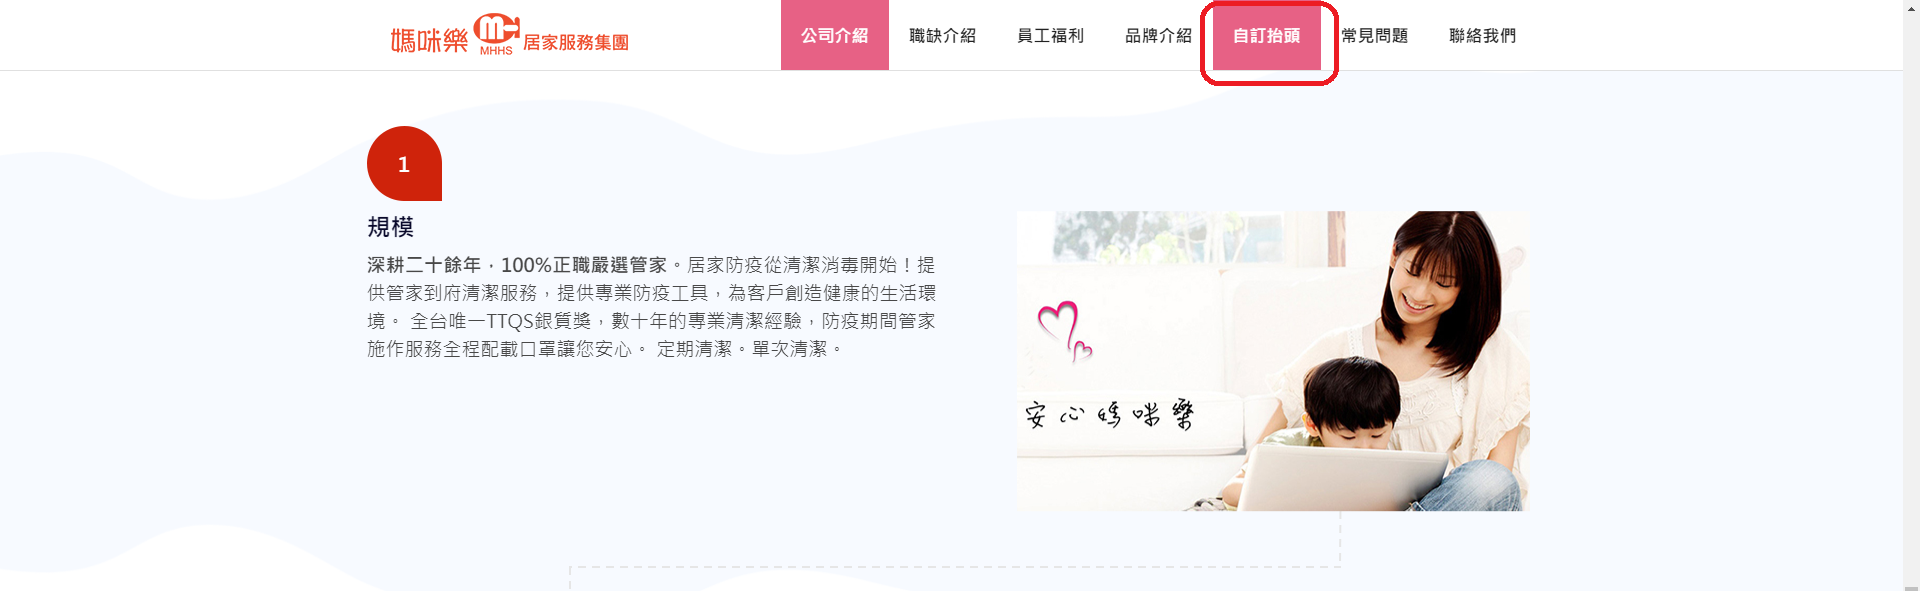 媽咪樂 MHHS 居家服務集團
公司介紹 職缺介紹 員工福利 品牌介紹 自訂抬頭 常見問題 聯絡我們
1
規模
深耕二十餘年，100%正職嚴選管家。居家防疫從清潔消毒開始！提
供管家到府清潔服務，提供專業防疫工具，為客戶創造健康的生活環
境。 全台唯一TTQS銀質獎，數十年的專業清潔經驗，防疫期間管家
施作服務全程配載口罩讓您安心。 定期清潔。單次清潔。
安心媽咪樂